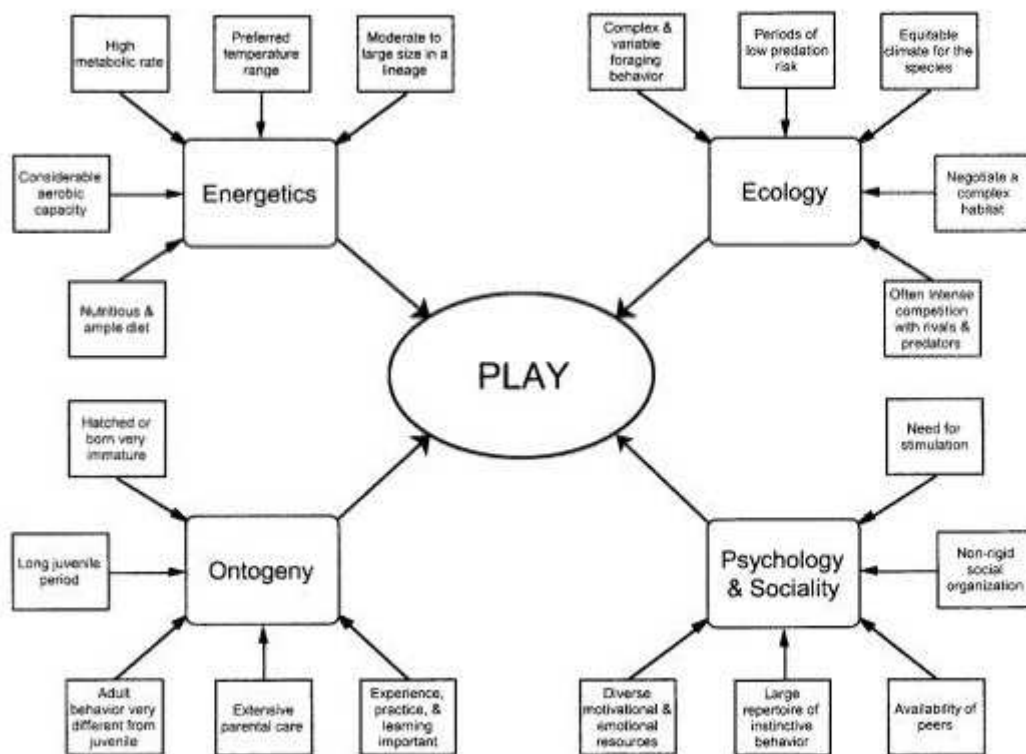 High
metabolic rate
Preferred
temperature
range
Moderate to
large size in a
lineage
Complex &
variable
foraging
behavior
Periods of
low predation
risk
Equitable
climate for the
species
Considerable
aerobic
capacity
Energetics
Ecology
Negotiate a
complex
habitat
Nutritious &
ample diet
Often intense
competition
with rivals &
predators
PLAY
Hatched or
born very
immature
Need for
stimulation
Long juvenile
period
Ontogeny
Psychology
& Sociality
Non-rigid
social
organization
Adult
behavior very
different from
juvenile
Extensive
parental care
Experience,
practice, &
learning
important
Diverse
motivational &
emotional
resources
Large
repertoire of
instinctive
behavior
Availability of
peers